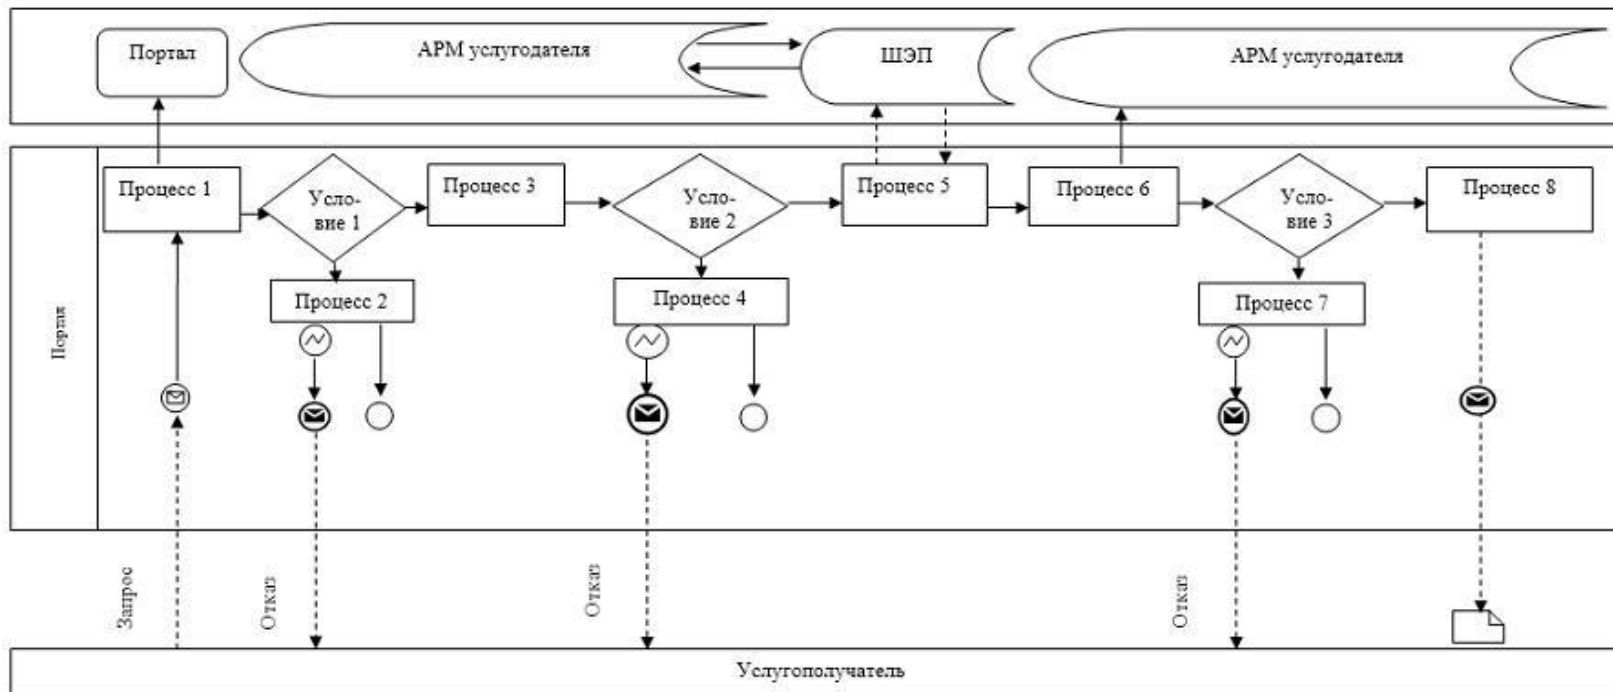 Портал
АРМ услугодателя
ШЭП
АРМ услугодателя
Портал
Процесс 1
Усло-
вие 1
Процесс 3
Усло-
вие 2
Процесс 5
Процесс 6
Усло-
вие 3
Процесс 8
Процесс 2
Процесс 4
Процесс 7
Запрос
Отказ
Отказ
Отказ
Услугополучатель